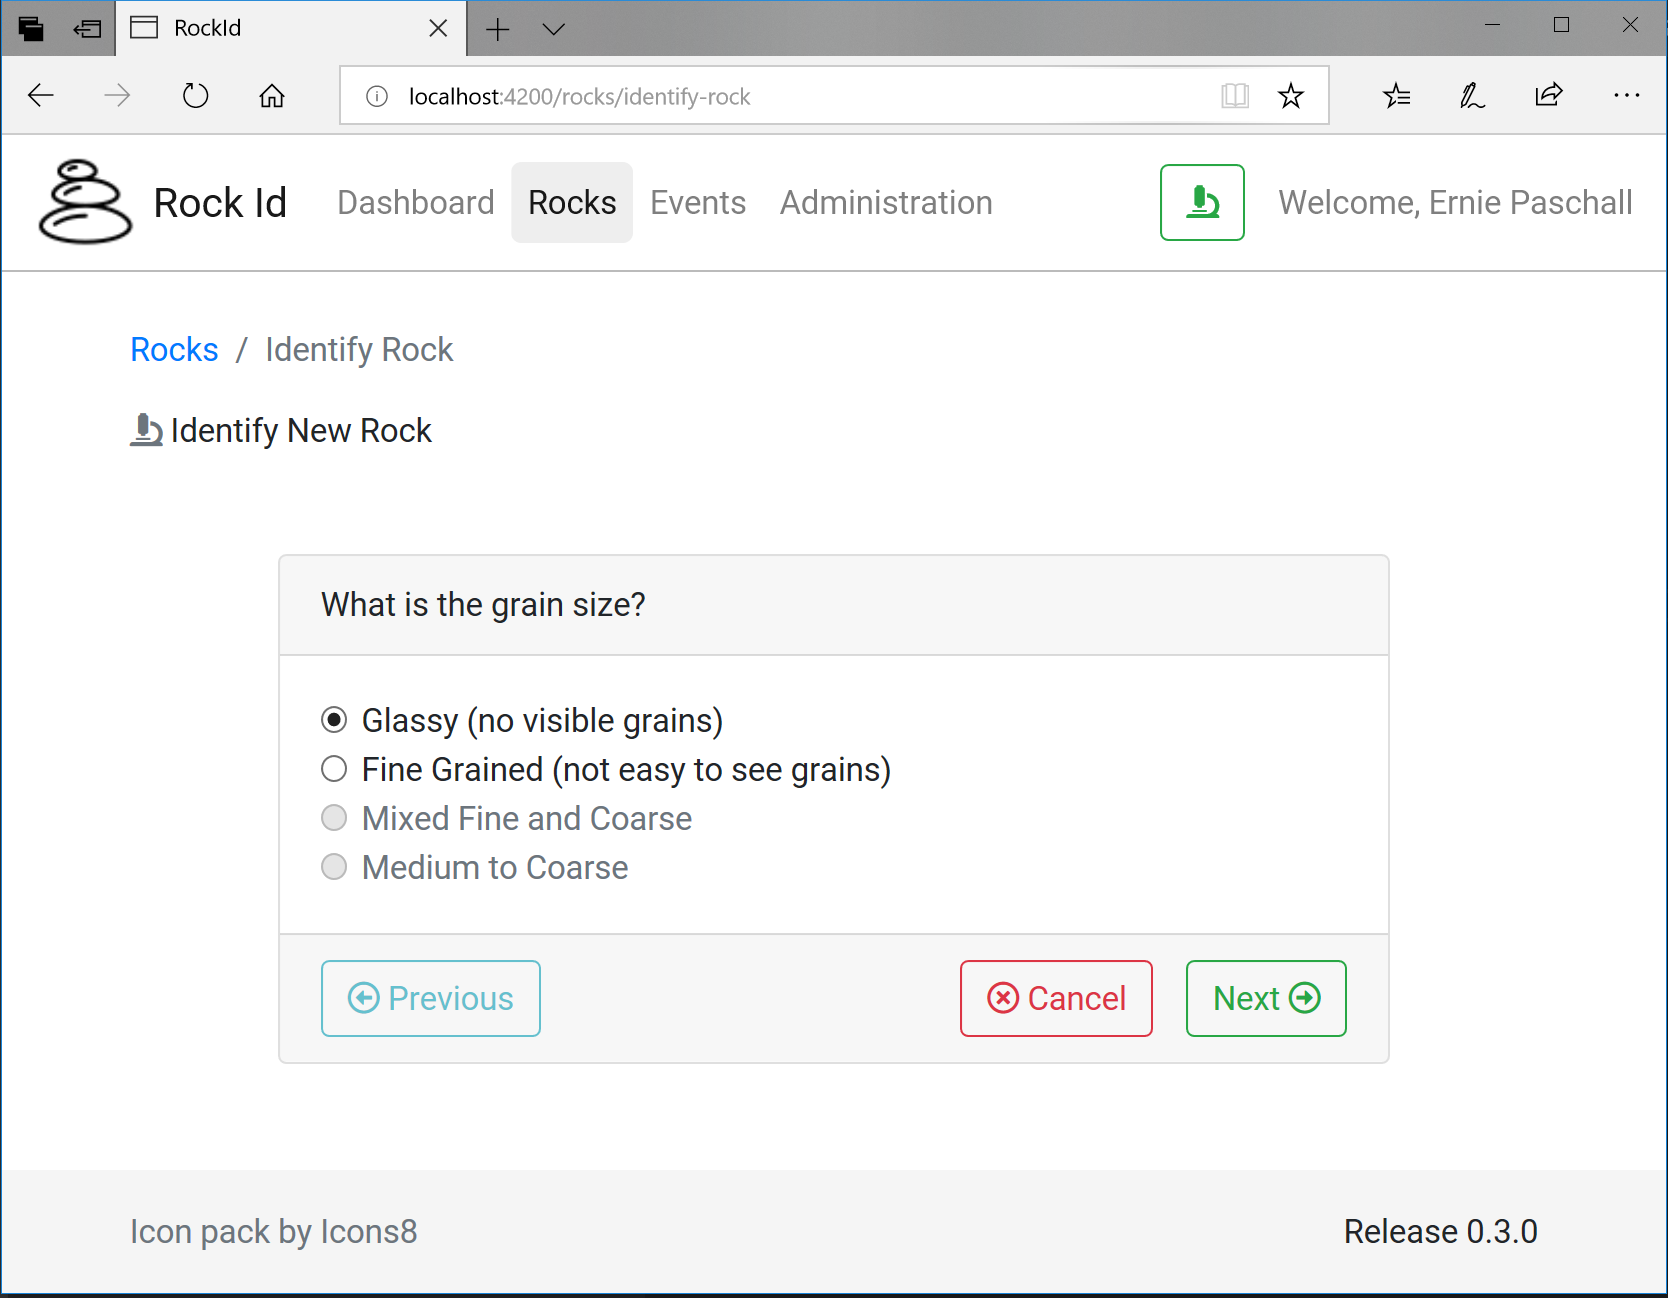 RockId
localhost:4200/rocks/identify-rock
Rock Id Dashboard Rocks Events Administration Welcome, Ernie Paschall
Rocks / Identify Rock
Identify New Rock
What is the grain size?
Glassy (no visible grains)
Fine Grained (not easy to see grains)
Mixed Fine and Coarse
Medium to Coarse
Previous Cancel Next
Icon pack by Icons8 Release 0.3.0